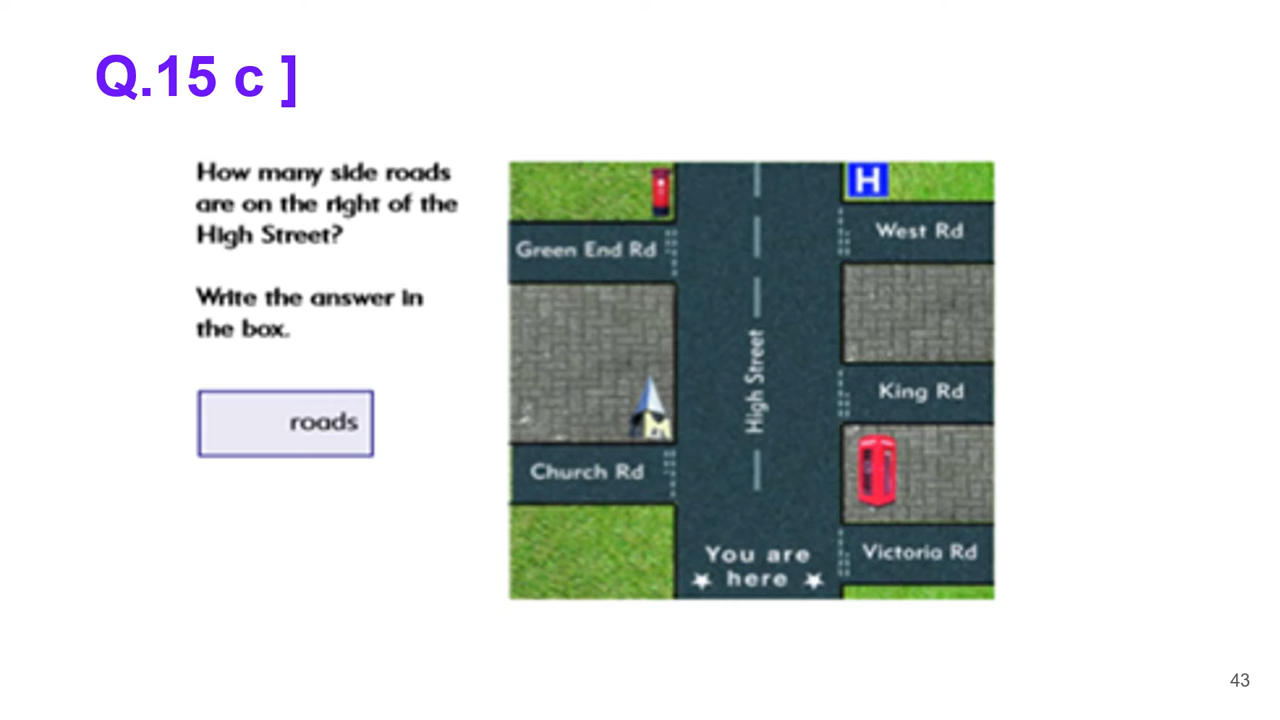 Q.15 c ]
How many side roads
are on the right of the
High Street?
Write the answer in
the box.
roads
H
Green End Rd
West Rd
High Street
King Rd
Church Rd
You are
here
Victoria Rd
43